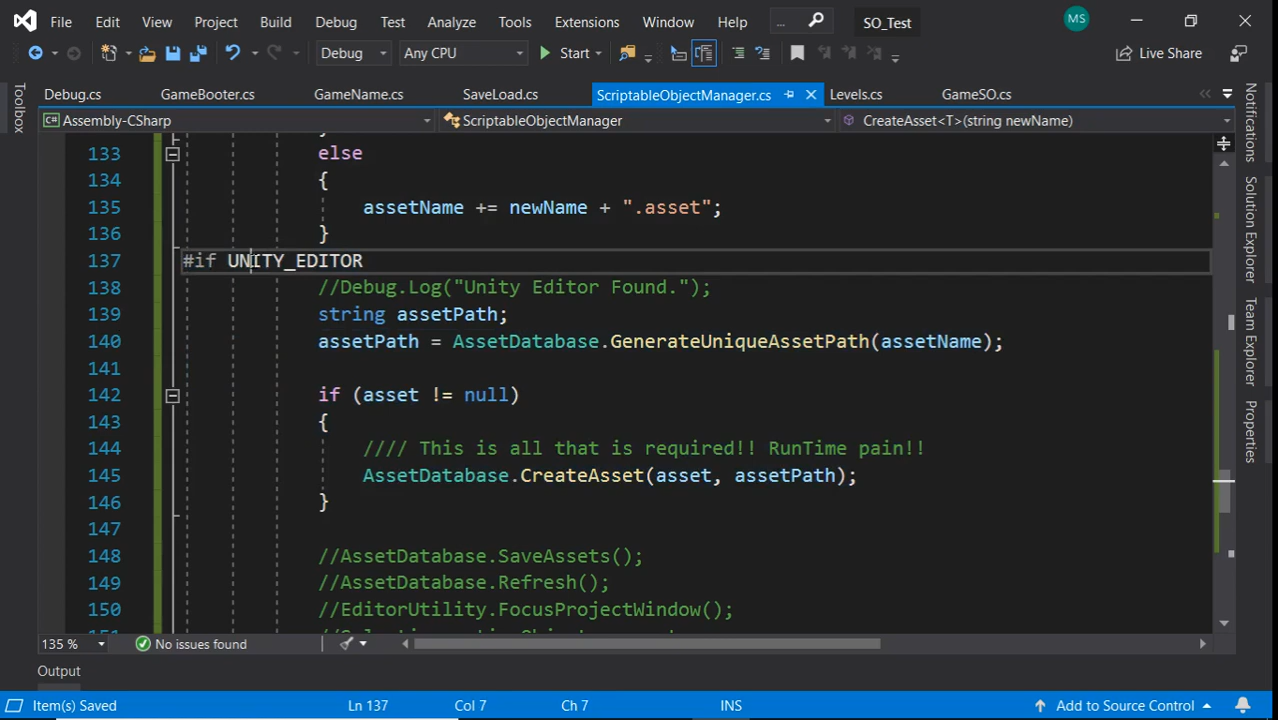 File Edit View Project Build Debug Test Analyze Tools Extensions Window Help ... SO_Test MS
Debug Any CPU Start Live Share
Debug.cs GameBooter.cs GameName.cs SaveLoad.cs ScriptableObjectManager.cs Levels.cs GameSO.cs
Assembly-CSharp ScriptableObjectManager CreateAsset<T>(string newName)
Toolbox
Notifications
Solution Explorer
Team Explorer
Properties
133 else
134 {
135 assetName += newName + ".asset";
136 }
137 #if UNITY_EDITOR
138 //Debug.Log("Unity Editor Found.");
139 string assetPath;
140 assetPath = AssetDatabase.GenerateUniqueAssetPath(assetName);
141
142 if (asset != null)
143 {
144 //// This is all that is required!! RunTime pain!!
145 AssetDatabase.CreateAsset(asset, assetPath);
146 }
147
148 //AssetDatabase.SaveAssets();
149 //AssetDatabase.Refresh();
150 //EditorUtility.FocusProjectWindow();
135 % No issues found
Output
Item(s) Saved Ln 137 Col 7 Ch 7 INS Add to Source Control